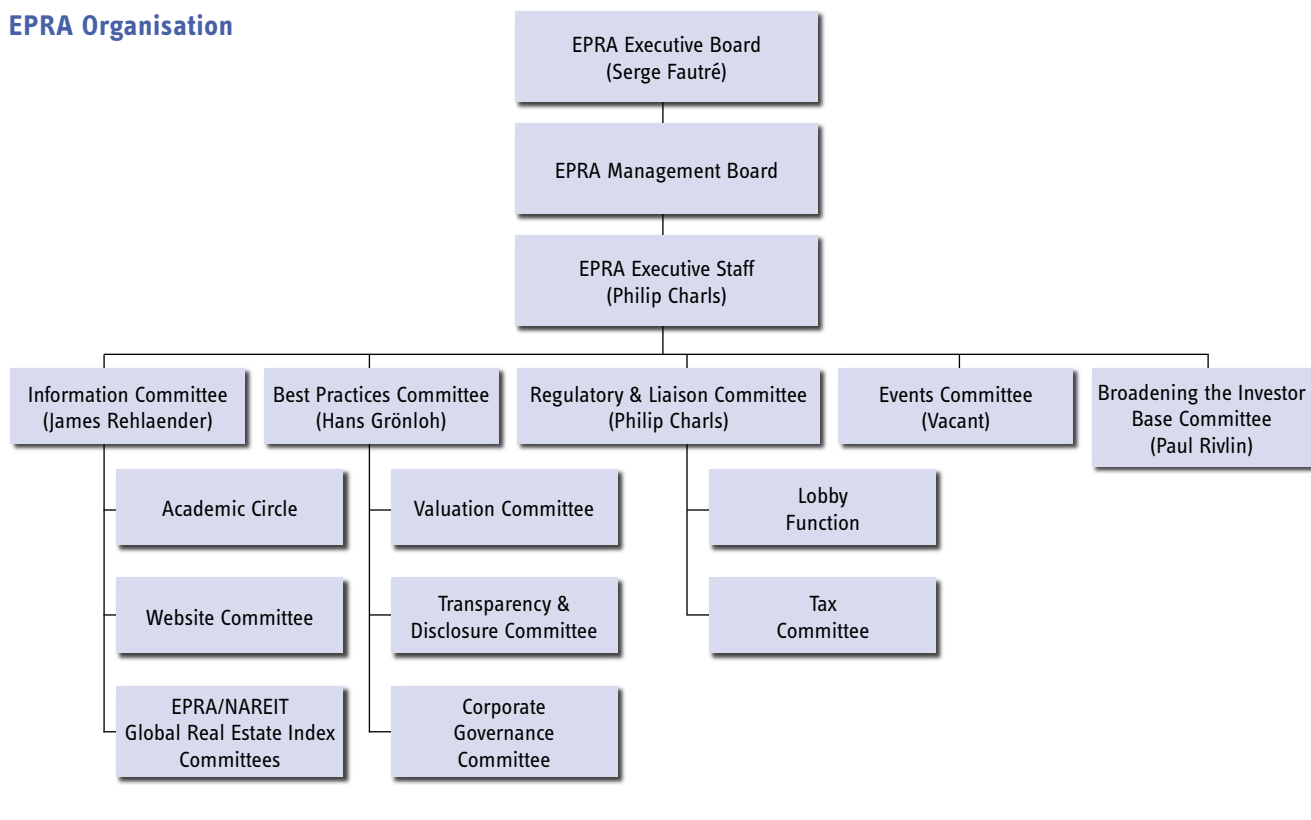 EPRA Organisation
EPRA Executive Board
(Serge Fautré)
EPRA Management Board
EPRA Executive Staff
(Philip Charls)
Information Committee
(James Rehlaender)
Best Practices Committee
(Hans Grönloh)
Regulatory & Liaison Committee
(Philip Charls)
Events Committee
(Vacant)
Broadening the Investor
Base Committee
(Paul Rivlin)
Academic Circle
Valuation Committee
Lobby
Function
Website Committee
Transparency &
Disclosure Committee
Tax
Committee
EPRA/NAREIT
Global Real Estate Index
Committees
Corporate
Governance
Committee